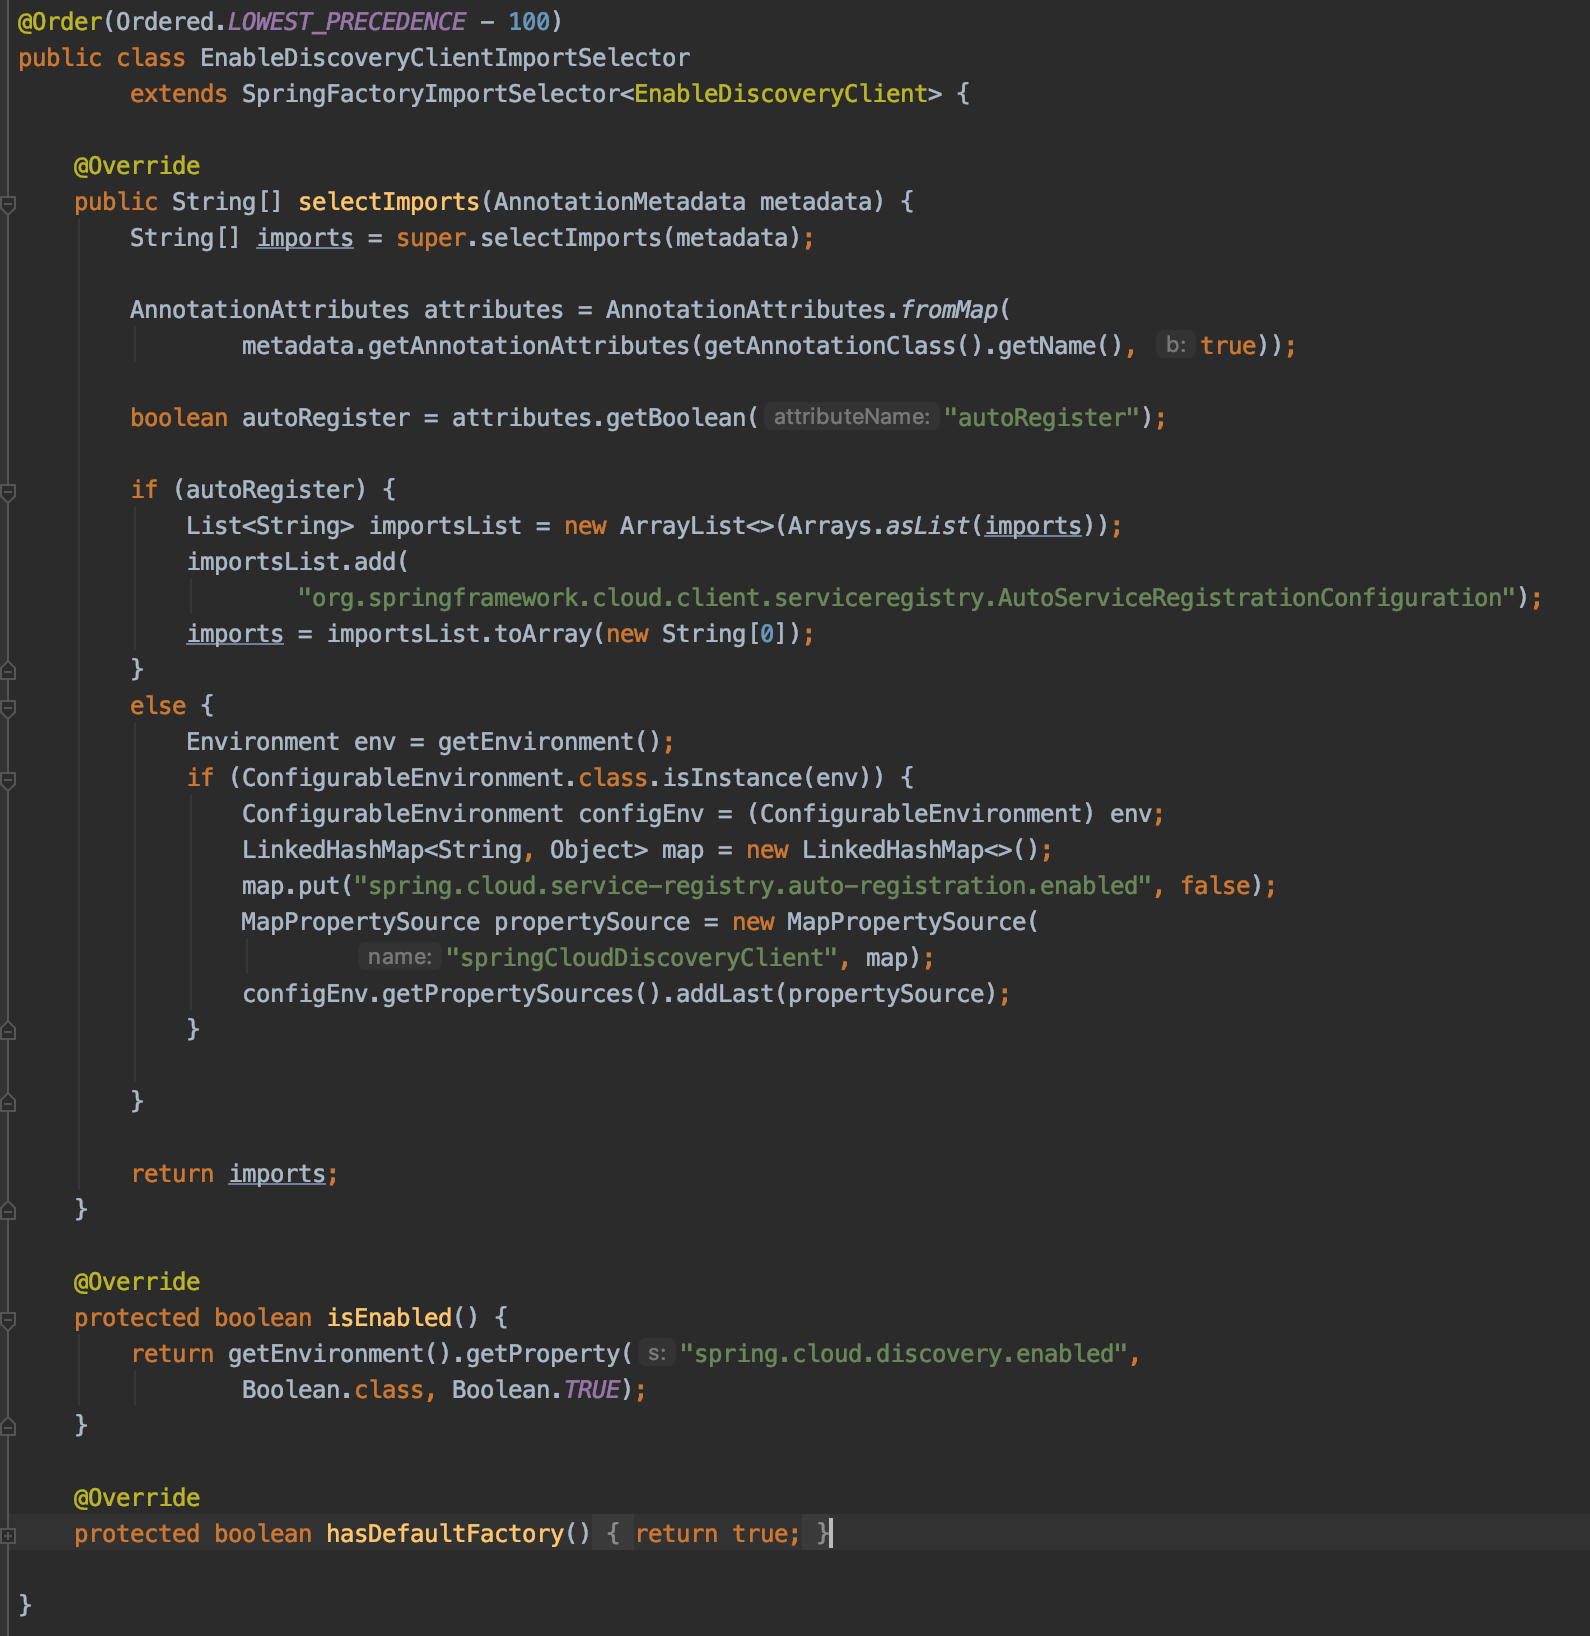 @Order(Ordered.LOWEST_PRECEDENCE - 100)
public class EnableDiscoveryClientImportSelector
        extends SpringFactoryImportSelector<EnableDiscoveryClient> {

    @Override
    public String[] selectImports(AnnotationMetadata metadata) {
        String[] imports = super.selectImports(metadata);

        AnnotationAttributes attributes = AnnotationAttributes.fromMap(
                metadata.getAnnotationAttributes(getAnnotationClass().getName(), b: true));

        boolean autoRegister = attributes.getBoolean( attributeName: "autoRegister");

        if (autoRegister) {
            List<String> importsList = new ArrayList<>(Arrays.asList(imports));
            importsList.add(
                    "org.springframework.cloud.client.serviceregistry.AutoServiceRegistrationConfiguration");
            imports = importsList.toArray(new String[0]);
        }
        else {
            Environment env = getEnvironment();
            if (ConfigurableEnvironment.class.isInstance(env)) {
                ConfigurableEnvironment configEnv = (ConfigurableEnvironment) env;
                LinkedHashMap<String, Object> map = new LinkedHashMap<>();
                map.put("spring.cloud.service-registry.auto-registration.enabled", false);
                MapPropertySource propertySource = new MapPropertySource(
                        name: "springCloudDiscoveryClient", map);
                configEnv.getPropertySources().addLast(propertySource);
            }

        }

        return imports;
    }

    @Override
    protected boolean isEnabled() {
        return getEnvironment().getProperty( s: "spring.cloud.discovery.enabled",
                Boolean.class, Boolean.TRUE);
    }

    @Override
    protected boolean hasDefaultFactory() { return true; }

}